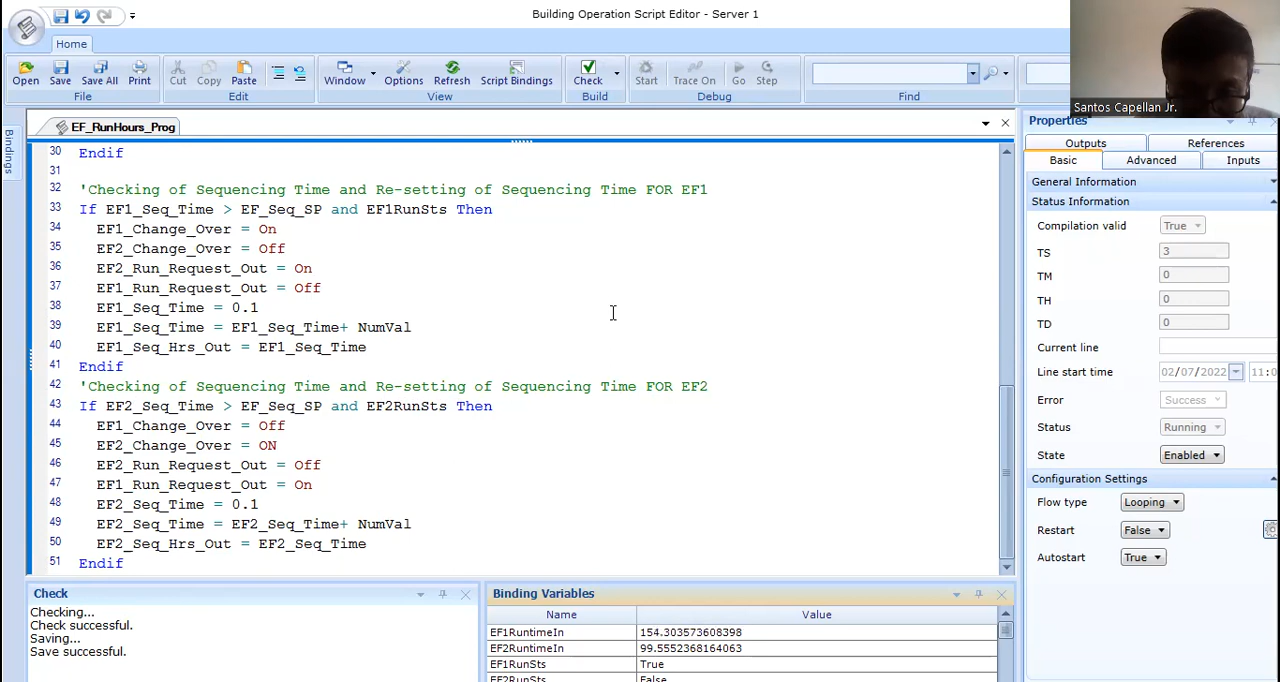 Building Operation Script Editor - Server 1
Home
Open Save Save All Print
File
Cut Copy Paste
Edit
Window Options Refresh Script Bindings
View
Check
Build
Start Trace On Go Step
Debug
Find
Santos Capellan Jr.
Bindings
EF_RunHours_Prog
30 Endif
31
32 'Checking of Sequencing Time and Re-setting of Sequencing Time FOR EF1
33 If EF1_Seq_Time > EF_Seq_SP and EF1RunSts Then
34 EF1_Change_Over = On
35 EF2_Change_Over = Off
36 EF2_Run_Request_Out = On
37 EF1_Run_Request_Out = Off
38 EF1_Seq_Time = 0.1
39 EF1_Seq_Time = EF1_Seq_Time+ NumVal
40 EF1_Seq_Hrs_Out = EF1_Seq_Time
41 Endif
42 'Checking of Sequencing Time and Re-setting of Sequencing Time FOR EF2
43 If EF2_Seq_Time > EF_Seq_SP and EF2RunSts Then
44 EF1_Change_Over = Off
45 EF2_Change_Over = ON
46 EF2_Run_Request_Out = Off
47 EF1_Run_Request_Out = On
48 EF2_Seq_Time = 0.1
49 EF2_Seq_Time = EF2_Seq_Time+ NumVal
50 EF2_Seq_Hrs_Out = EF2_Seq_Time
51 Endif
Properties
Outputs References
Basic Advanced Inputs
General Information
Status Information
Compilation valid True
TS 3
TM 0
TH 0
TD 0
Current line
Line start time 02/07/2022 11:0
Error Success
Status Running
State Enabled
Configuration Settings
Flow type Looping
Restart False
Autostart True
Check
Checking...
Check successful.
Saving...
Save successful.
Binding Variables
Name Value
EF1RuntimeIn 154.303573608398
EF2RuntimeIn 99.5552368164063
EF1RunSts True
EF2RunSts False